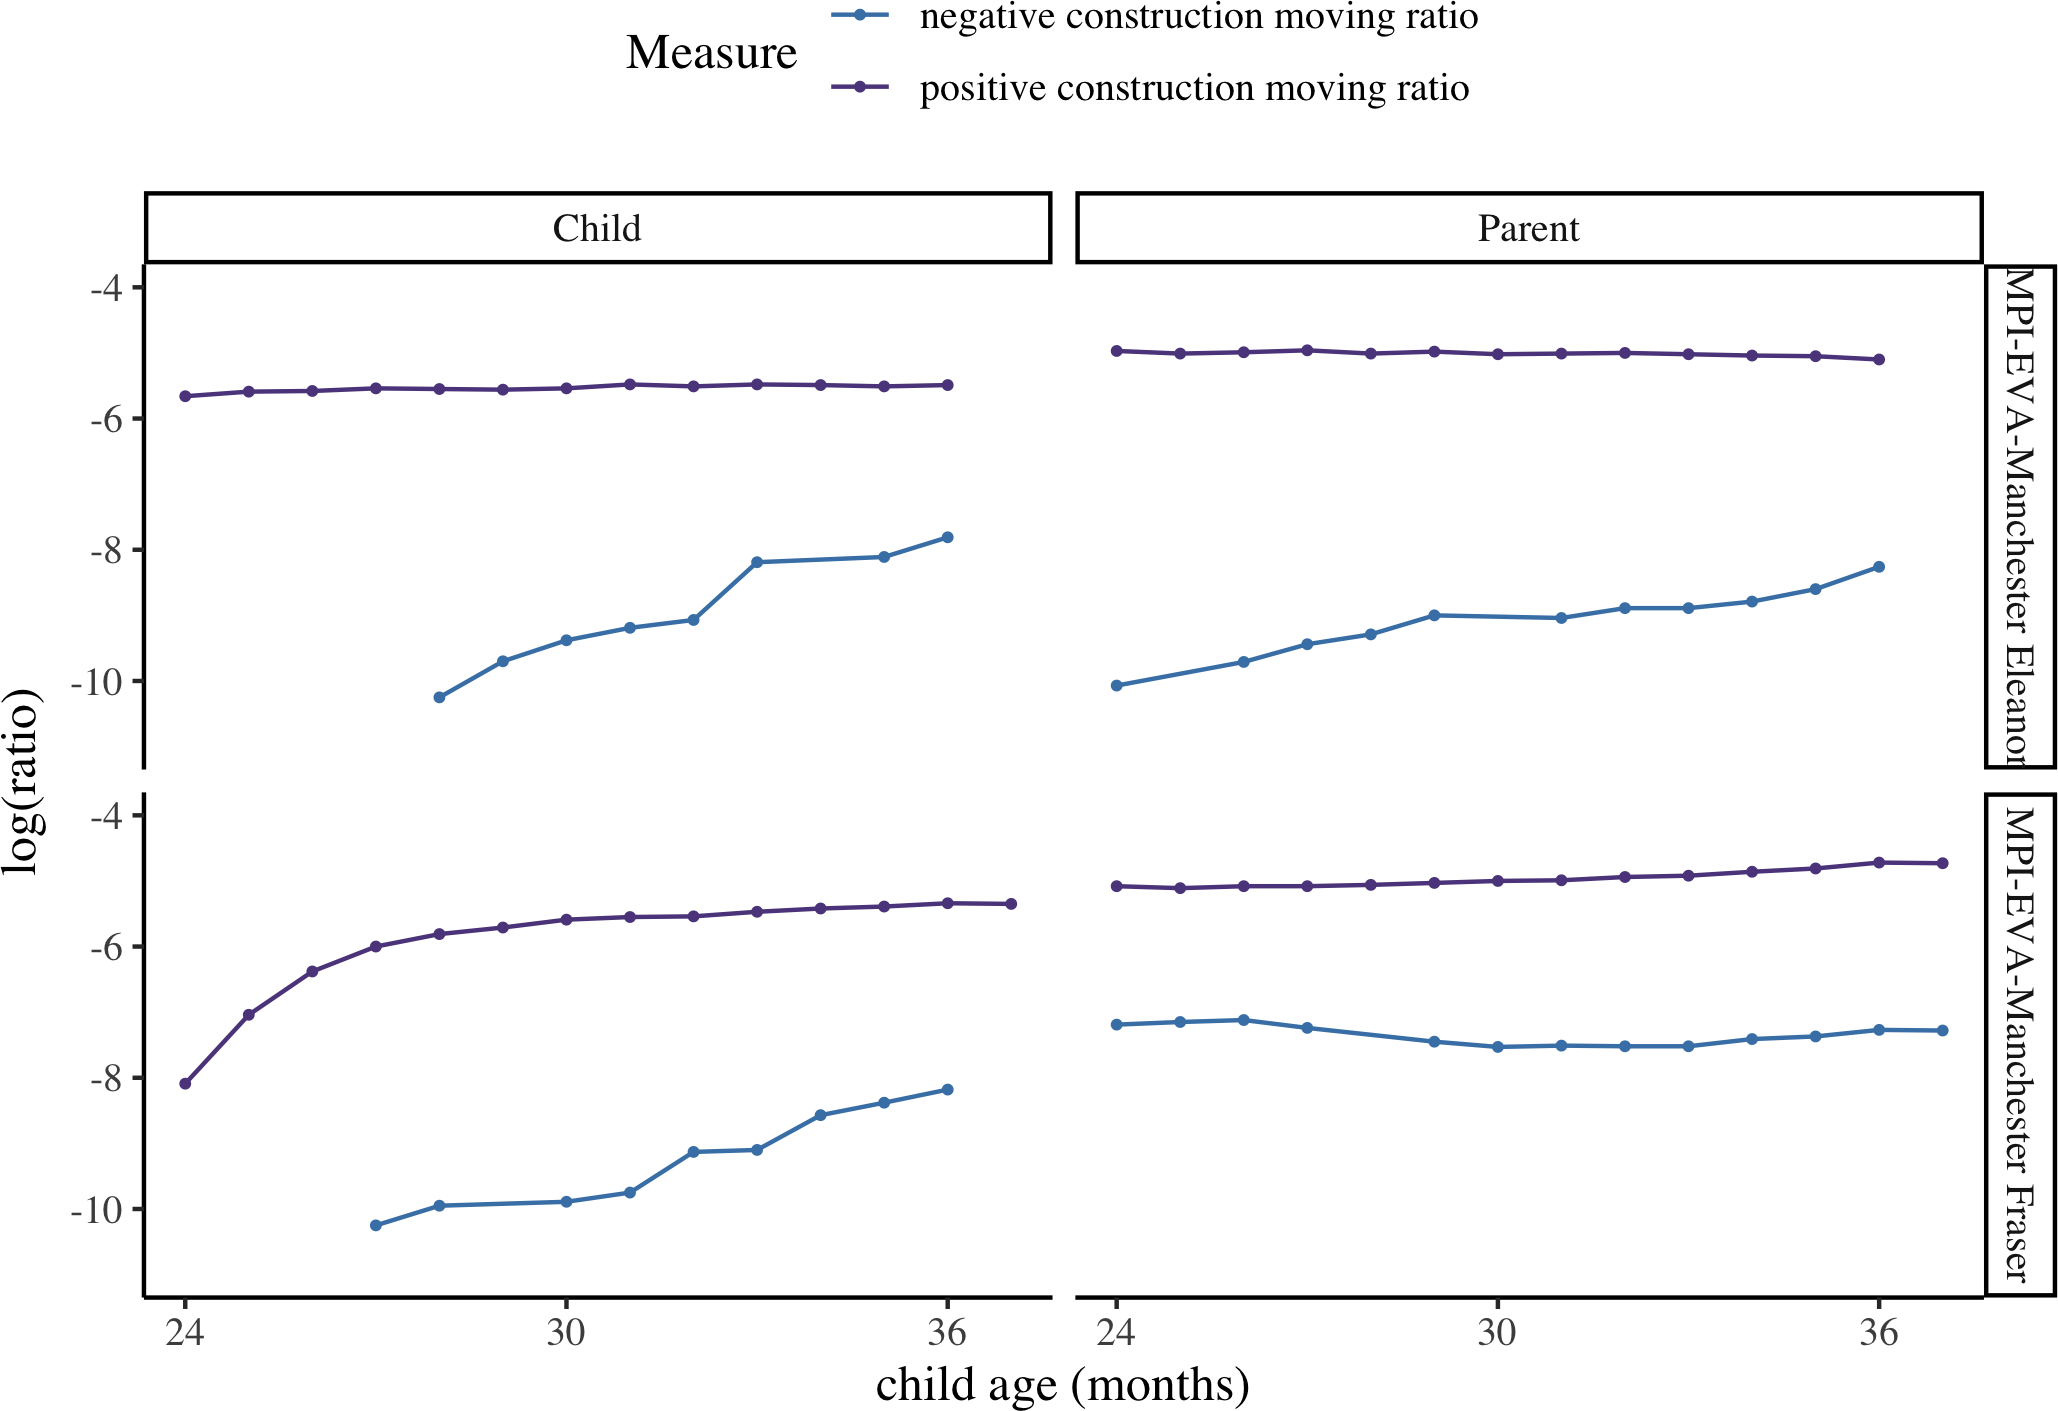 Measure
negative construction moving ratio
positive construction moving ratio
Child
Parent
-4
-6
-8
-10
MPI-EVA-Manchester Eleanor
log(ratio)
-4
-6
-8
-10
MPI-EVA-Manchester Fraser
24
30
36
24
30
36
child age (months)